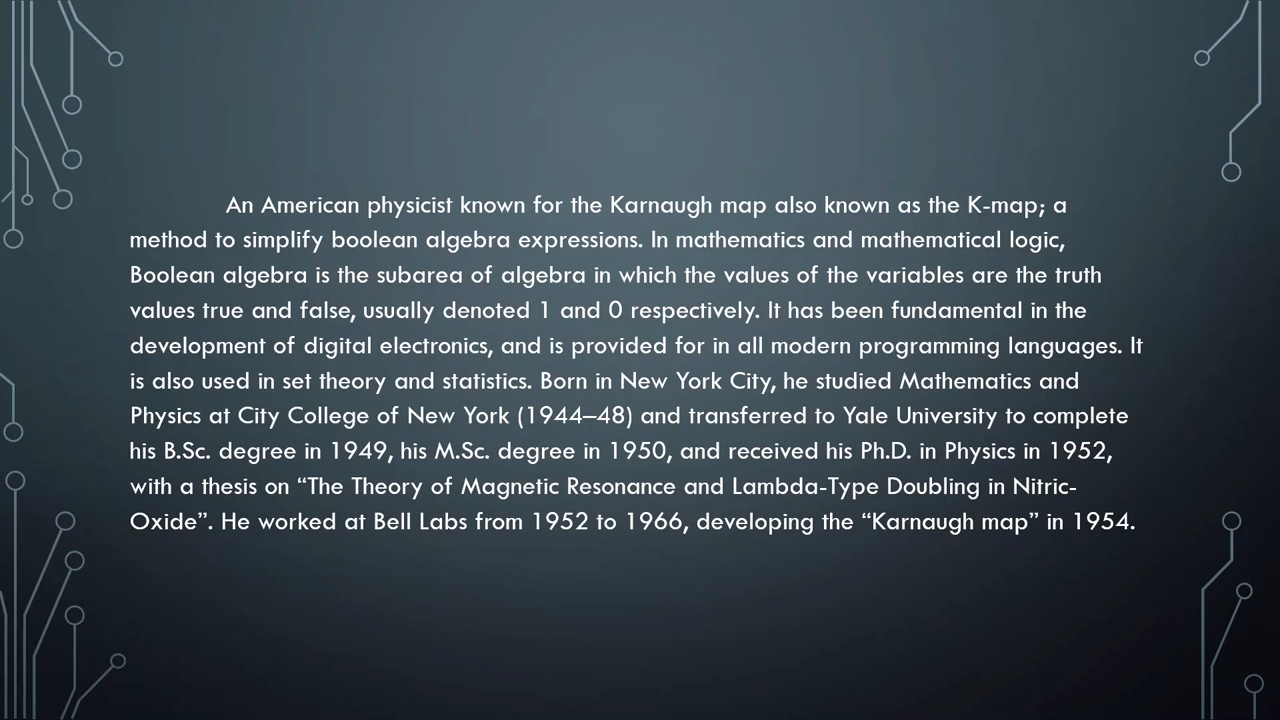 An American physicist known for the Karnaugh map also known as the K-map; a
method to simplify boolean algebra expressions. In mathematics and mathematical logic,
Boolean algebra is the subarea of algebra in which the values of the variables are the truth
values true and false, usually denoted 1 and 0 respectively. It has been fundamental in the
development of digital electronics, and is provided for in all modern programming languages. It
is also used in set theory and statistics. Born in New York City, he studied Mathematics and
Physics at City College of New York (1944–48) and transferred to Yale University to complete
his B.Sc. degree in 1949, his M.Sc. degree in 1950, and received his Ph.D. in Physics in 1952,
with a thesis on “The Theory of Magnetic Resonance and Lambda-Type Doubling in Nitric-
Oxide”. He worked at Bell Labs from 1952 to 1966, developing the “Karnaugh map” in 1954.